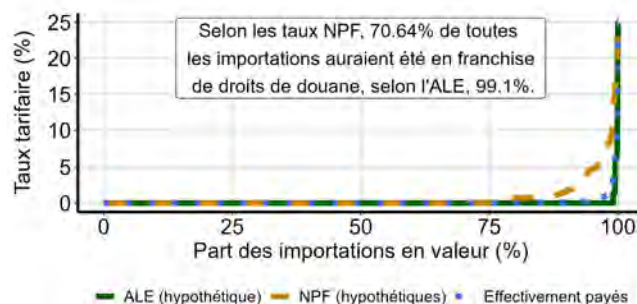 25
20
15
10
5
0
Taux tarifaire (%)
Selon les taux NPF, 70.64% de toutes
les importations auraient été en franchise
de droits de douane, selon l'ALE, 99.1%.
0 25 50 75 100
Part des importations en valeur (%)
ALE (hypothétique) NPF (hypothétiques) Effectivement payés